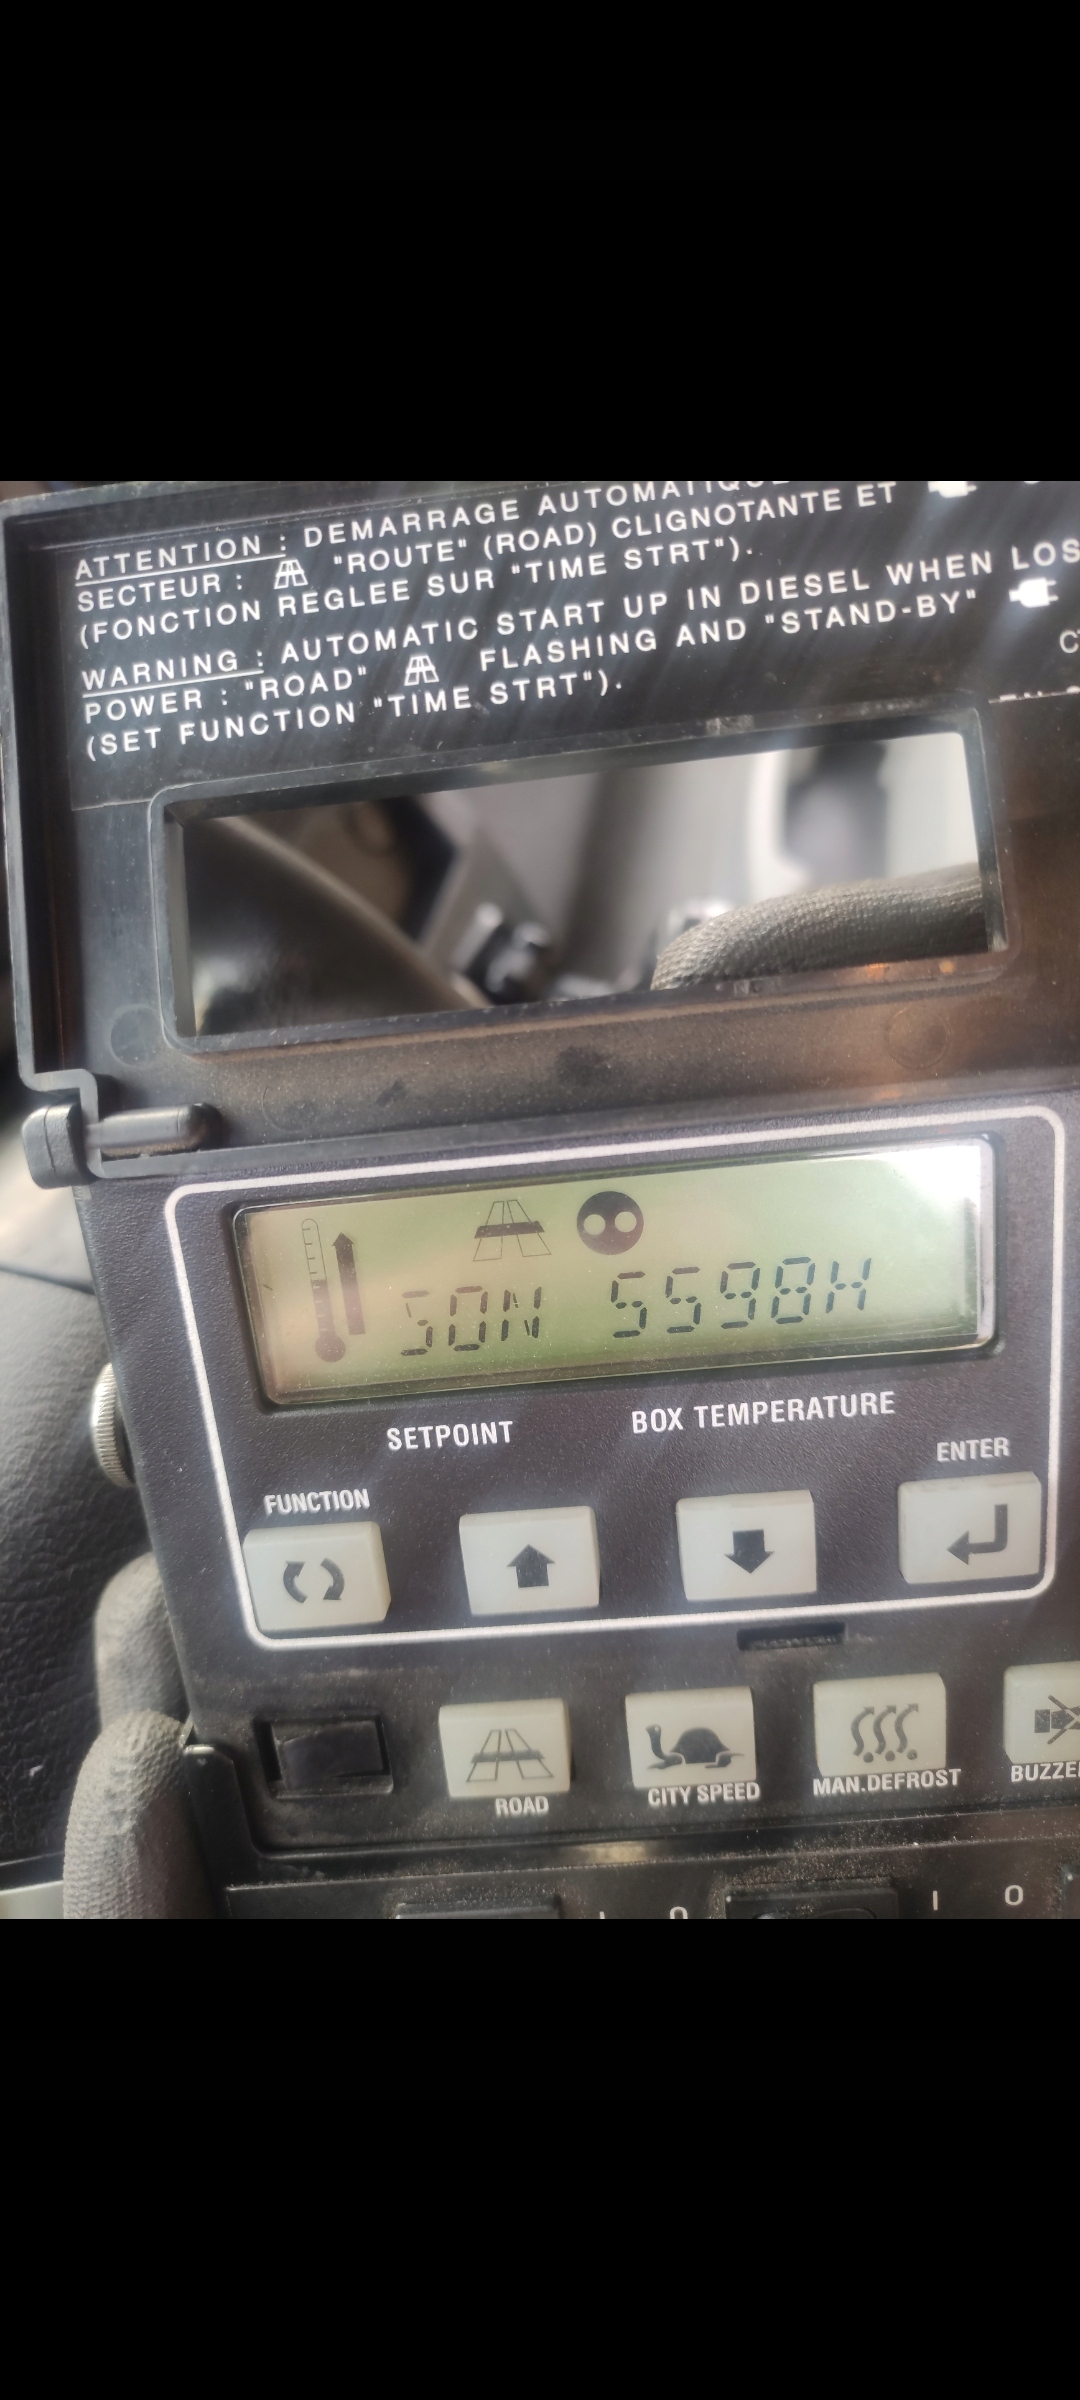 ATTENTION : DEMARRAGE AUTOMATIQUE
SECTEUR : "ROUTE" (ROAD) CLIGNOTANTE ET
(FONCTION REGLEE SUR "TIME STRT").
WARNING : AUTOMATIC START UP IN DIESEL WHEN LOS
POWER : "ROAD" FLASHING AND "STAND-BY"
(SET FUNCTION "TIME STRT").
SON 5598H
SETPOINT BOX TEMPERATURE
FUNCTION ENTER
ROAD CITY SPEED MAN.DEFROST BUZZE
I O